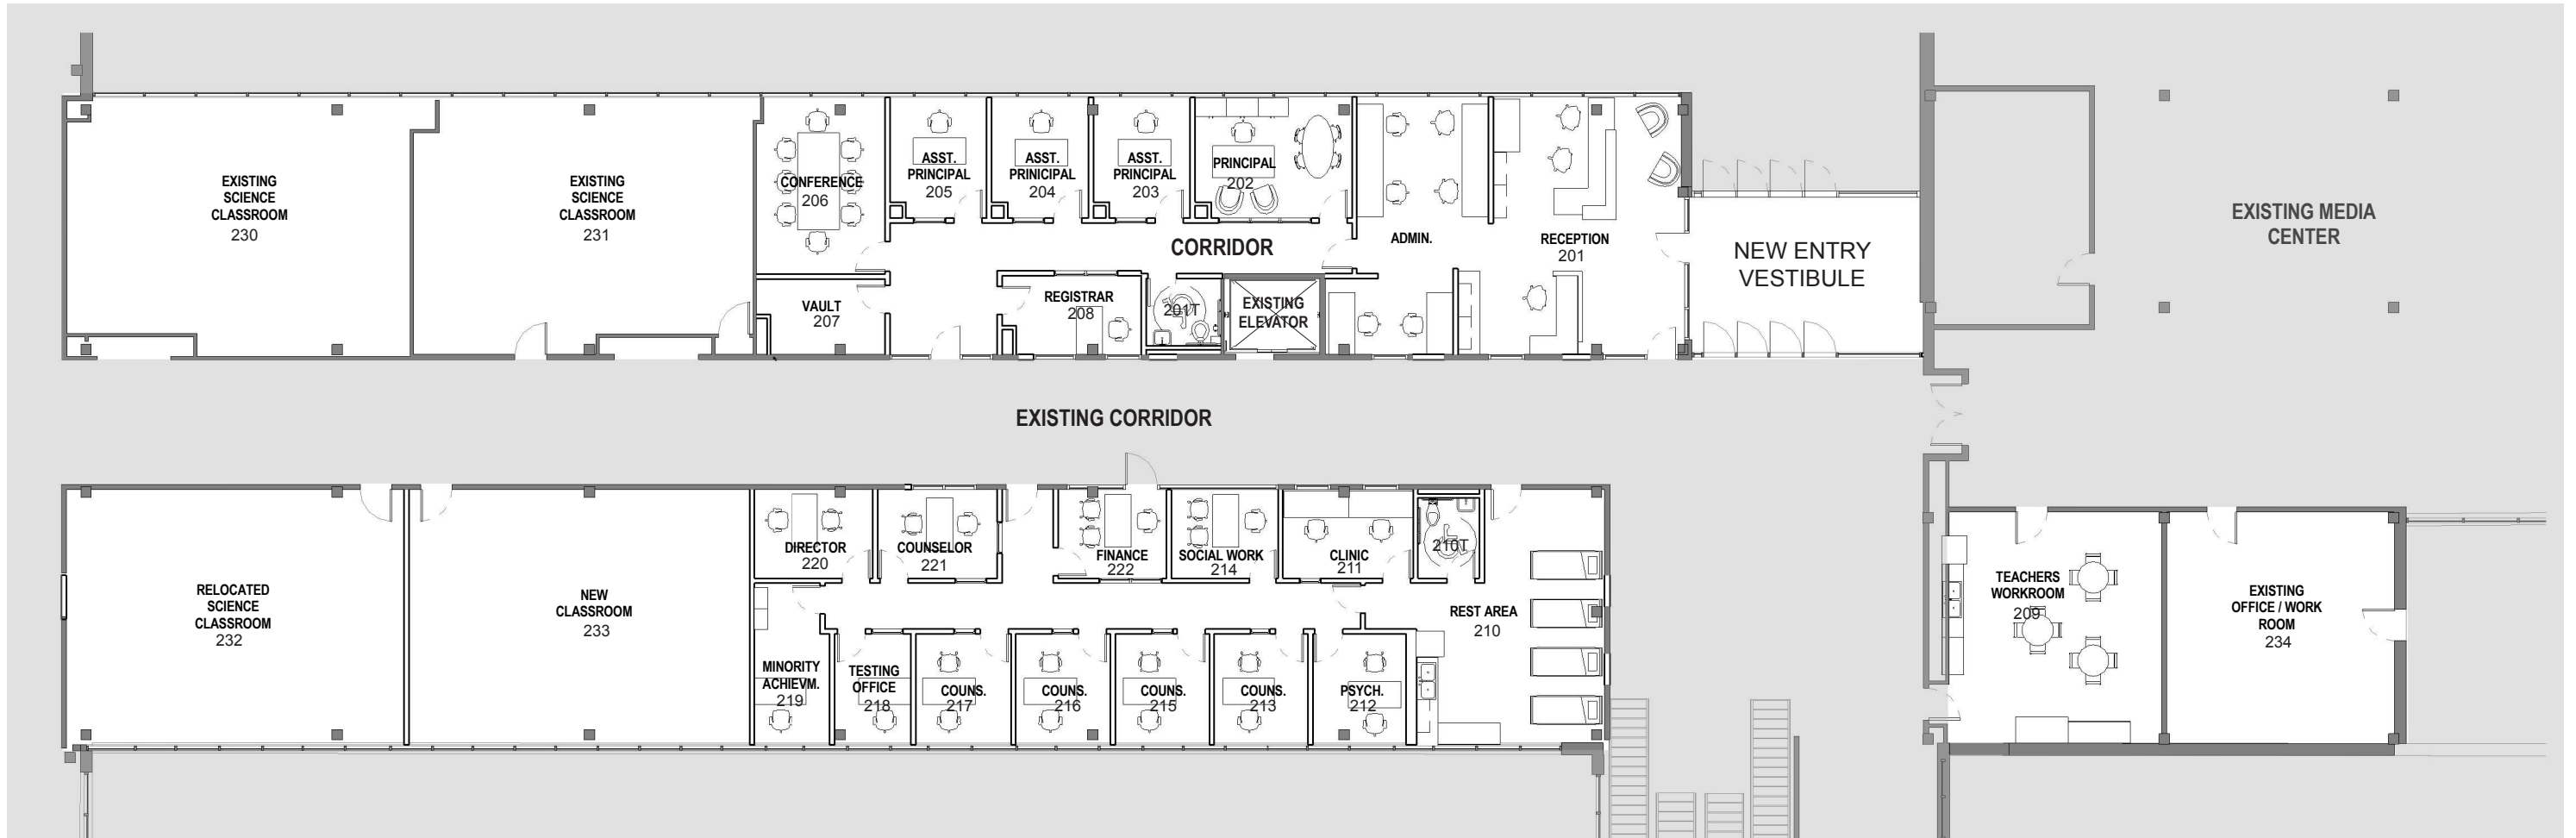 EXISTING
SCIENCE
CLASSROOM
230
EXISTING
SCIENCE
CLASSROOM
231
CONFERENCE
206
ASST.
PRINCIPAL
205
ASST.
PRINICIPAL
204
ASST.
PRINCIPAL
203
PRINCIPAL
202
CORRIDOR
ADMIN.
RECEPTION
201
NEW ENTRY
VESTIBULE
EXISTING MEDIA
CENTER
VAULT
207
REGISTRAR
208
201T
EXISTING
ELEVATOR
EXISTING CORRIDOR
RELOCATED
SCIENCE
CLASSROOM
232
NEW
CLASSROOM
233
DIRECTOR
220
COUNSELOR
221
FINANCE
222
SOCIAL WORK
214
CLINIC
211
210T
REST AREA
210
MINORITY
ACHIEVM.
219
TESTING
OFFICE
218
COUNS.
217
COUNS.
216
COUNS.
215
COUNS.
213
PSYCH.
212
TEACHERS
WORKROOM
209
EXISTING
OFFICE / WORK
ROOM
234